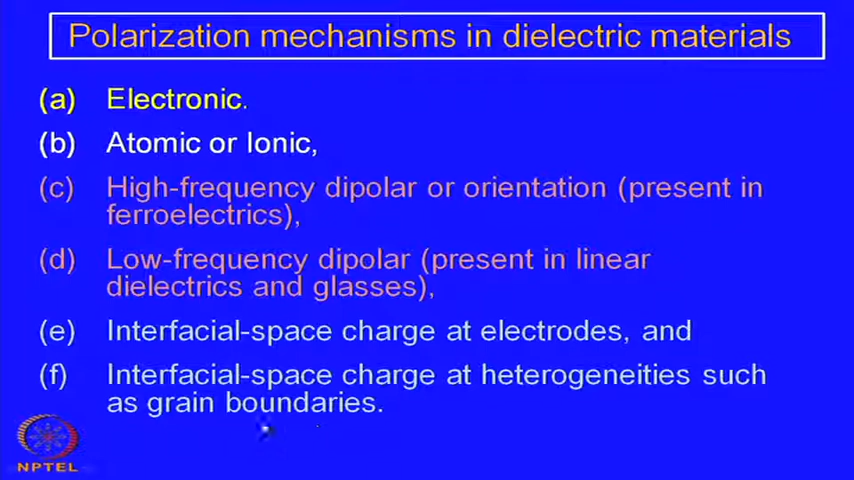 Polarization mechanisms in dielectric materials
(a) Electronic.
(b) Atomic or Ionic,
(c) High-frequency dipolar or orientation (present in
ferroelectrics),
(d) Low-frequency dipolar (present in linear
dielectrics and glasses),
(e) Interfacial-space charge at electrodes, and
(f) Interfacial-space charge at heterogeneities such
as grain boundaries.
NPTEL